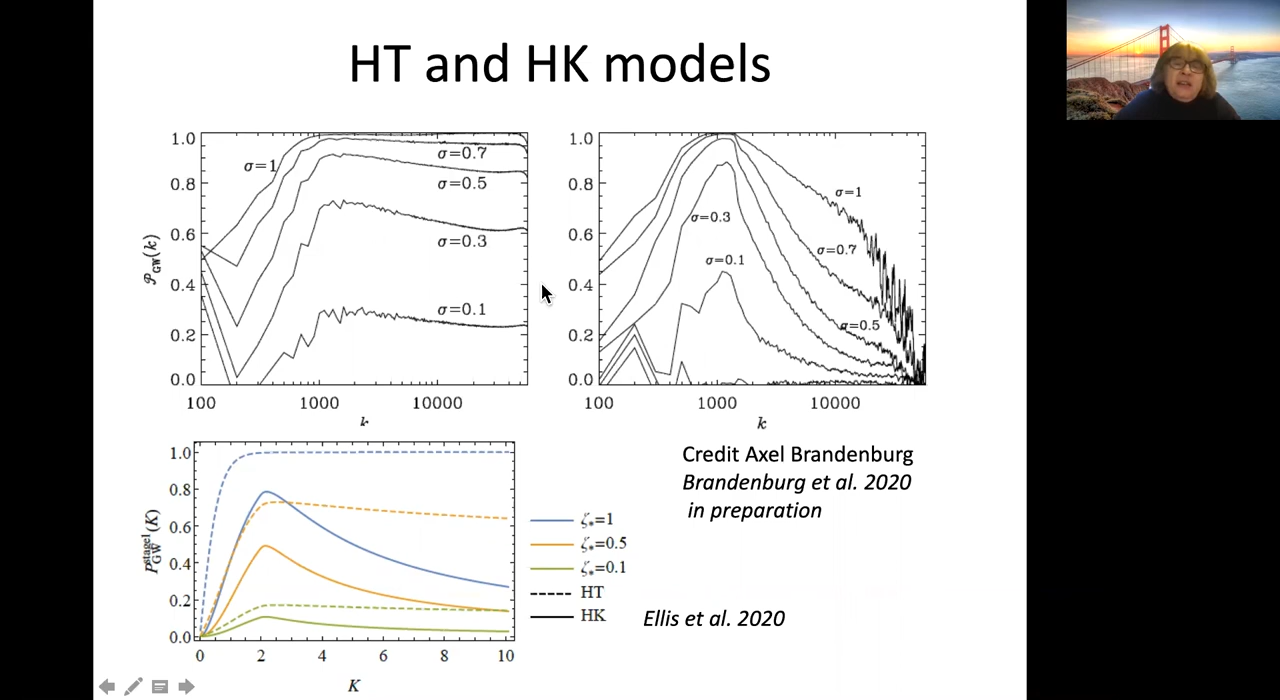 HT and HK models
1.0
0.8
0.6
0.4
0.2
0.0
𝒫GW(k)
σ=1
σ=0.7
σ=0.5
σ=0.3
σ=0.1
100 1000 10000
k
1.0
0.8
0.6
0.4
0.2
0.0
σ=1
σ=0.3
σ=0.7
σ=0.1
σ=0.5
100 1000 10000
k
1.0
0.8
0.6
0.4
0.2
0.0
P^stage1_GW(K)
0 2 4 6 8 10
K
ζ*=1
ζ*=0.5
ζ*=0.1
HT
HK
Credit Axel Brandenburg
Brandenburg et al. 2020
in preparation
Ellis et al. 2020